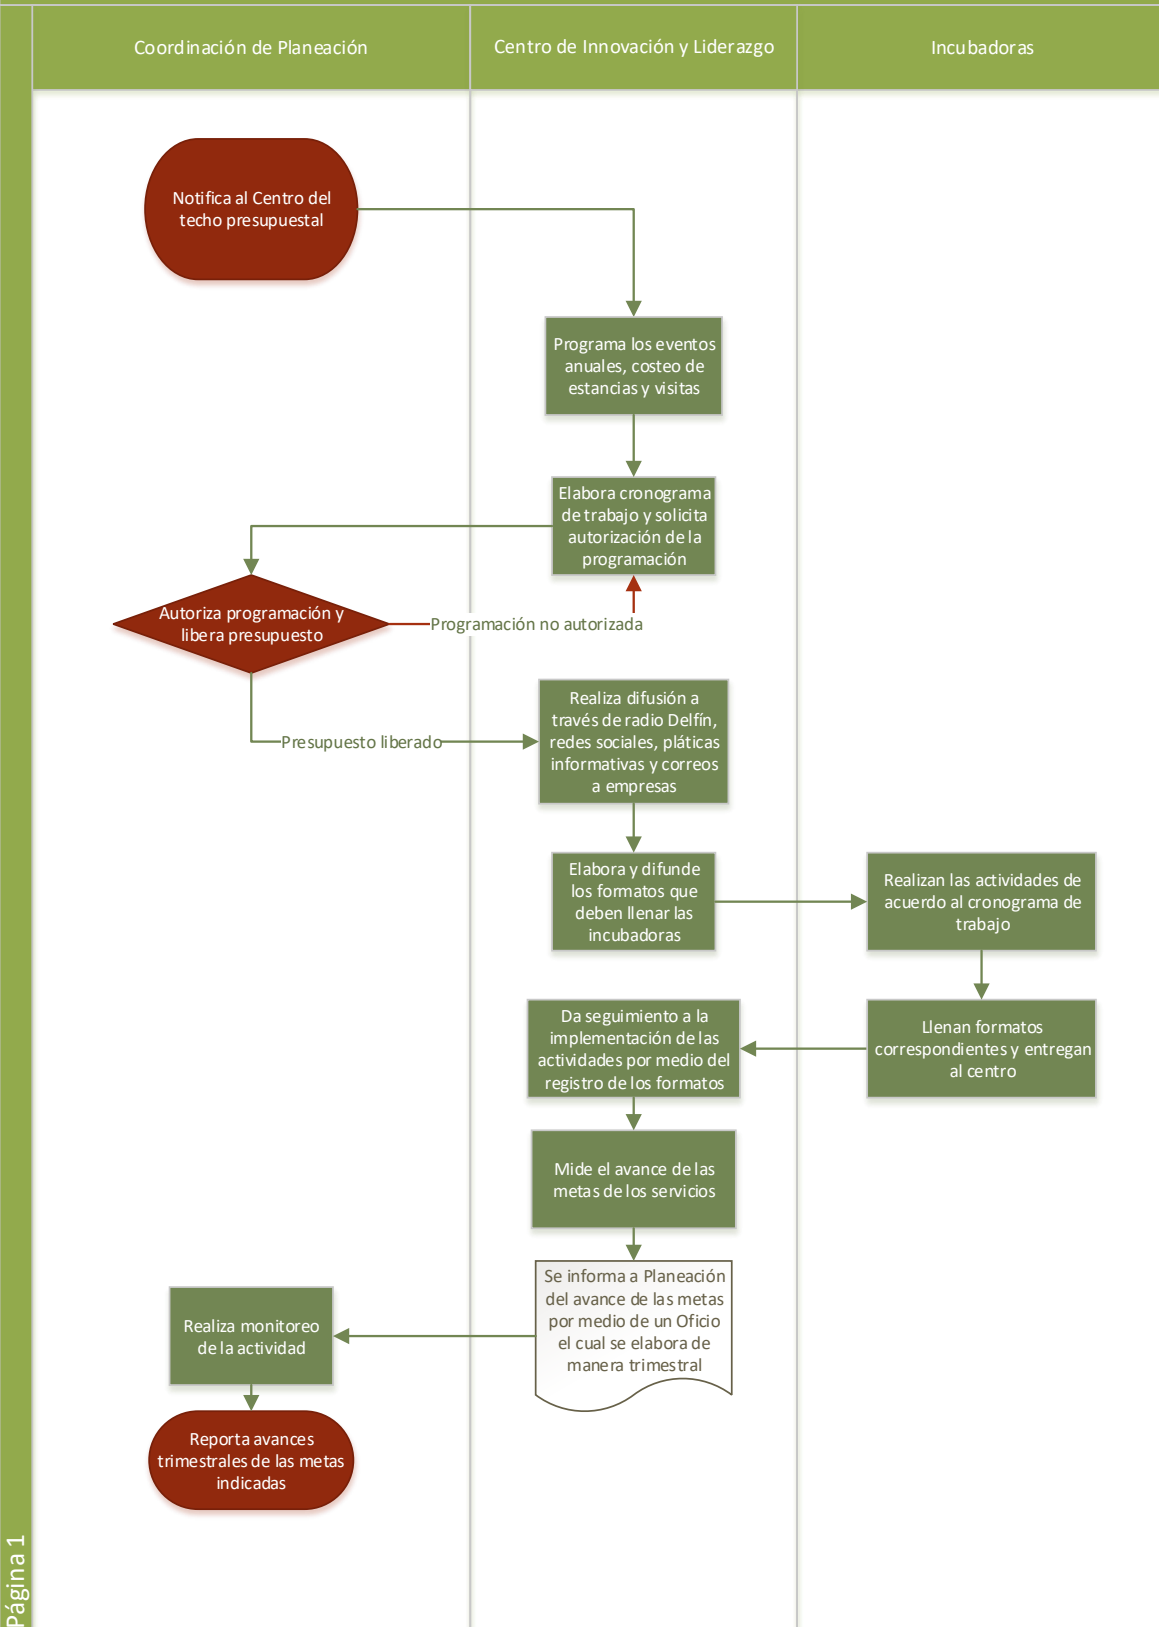 Coordinación de Planeación
Centro de Innovación y Liderazgo
Incubadoras
Notifica al Centro del
techo presupuestal
Programa los eventos
anuales, costeo de
estancias y visitas
Elabora cronograma
de trabajo y solicita
autorización de la
programación
Autoriza programación y
libera presupuesto
Programación no autorizada
Realiza difusión a
través de radio Delfín,
redes sociales, pláticas
informativas y correos
a empresas
Presupuesto liberado
Elabora y difunde
los formatos que
deben llenar las
incubadoras
Realizan las actividades de
acuerdo al cronograma de
trabajo
Llenan formatos
correspondientes y entregan
al centro
Da seguimiento a la
implementación de las
actividades por medio del
registro de los formatos
Mide el avance de las
metas de los servicios
Se informa a Planeación
del avance de las metas
por medio de un Oficio
el cual se elabora de
manera trimestral
Realiza monitoreo
de la actividad
Reporta avances
trimestrales de las metas
indicadas
Página 1